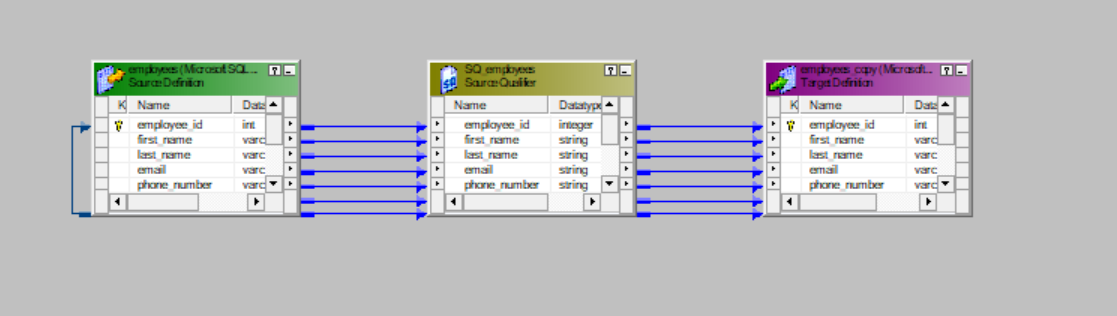 employees (Microsoft SQL...
Source Definition
K Name Data
employee_id int
first_name varc
last_name varc
email varc
phone_number varc
SQ_employees
Source Qualifier
Name Datatype
employee_id integer
first_name string
last_name string
email string
phone_number string
employees_copy (Microsoft...
Target Definition
K Name Data
employee_id int
first_name varc
last_name varc
email varc
phone_number varc